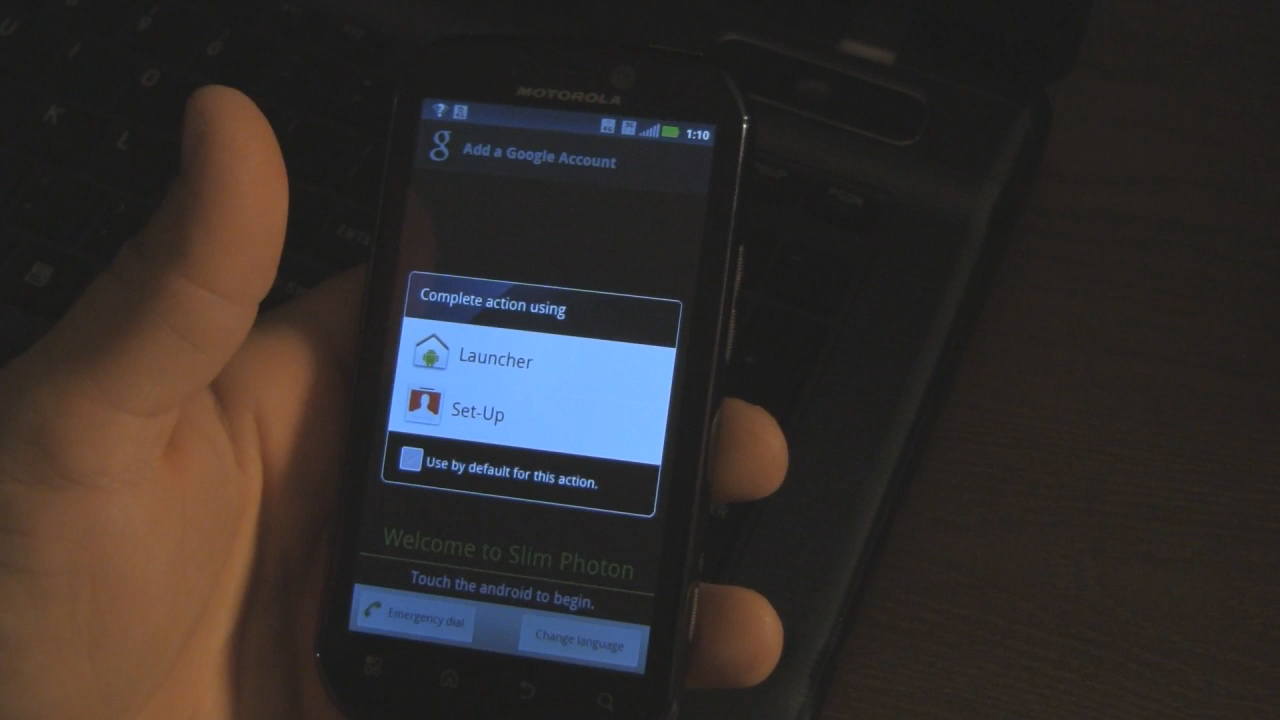 MOTOROLA
1:10
Add a Google Account
Complete action using
Launcher
Set-Up
Use by default for this action.
Welcome to Slim Photon
Touch the android to begin.
Emergency dial
Change language
K
L